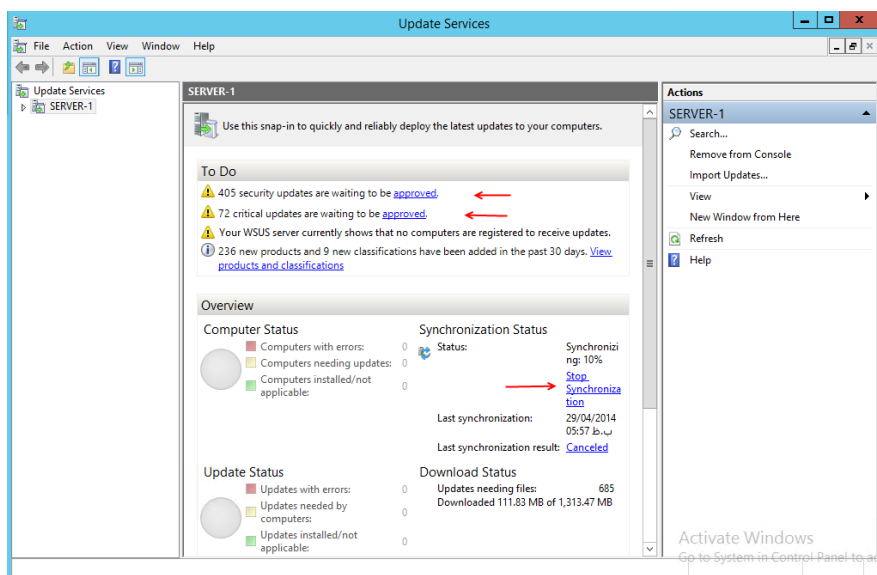 Update Services
File Action View Window Help
Update Services
SERVER-1
SERVER-1
Use this snap-in to quickly and reliably deploy the latest updates to your computers.
To Do
405 security updates are waiting to be approved.
72 critical updates are waiting to be approved.
Your WSUS server currently shows that no computers are registered to receive updates.
236 new products and 9 new classifications have been added in the past 30 days. View
products and classifications
Overview
Computer Status
Computers with errors: 0
Computers needing updates: 0
Computers installed/not
applicable: 0
Synchronization Status
Status: Synchronizi
ng: 10%
Stop
Synchroniza
tion
Last synchronization: 29/04/2014
05:57 ب.ظ
Last synchronization result: Canceled
Update Status
Updates with errors: 0
Updates needed by
computers: 0
Updates installed/not
applicable: 0
Download Status
Updates needing files: 685
Downloaded 111.83 MB of 1,313.47 MB
Actions
SERVER-1
Search...
Remove from Console
Import Updates...
View
New Window from Here
Refresh
Help
Activate Windows
Go to System in Control Panel to